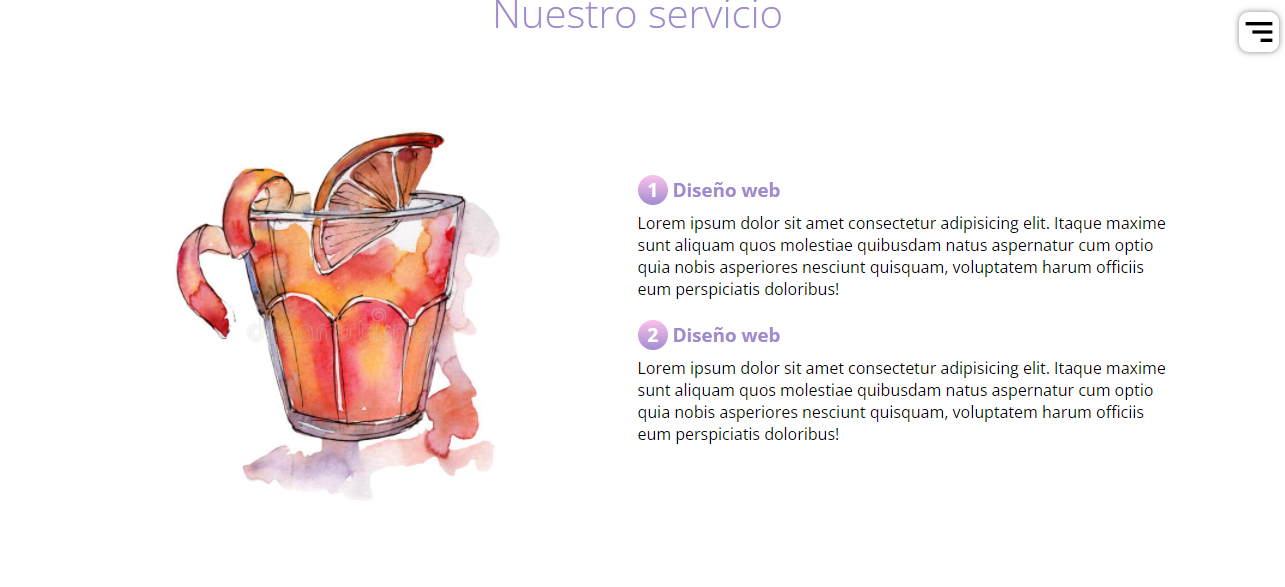 Nuestro servicio
1 Diseño web
Lorem ipsum dolor sit amet consectetur adipisicing elit. Itaque maxime
sunt aliquam quos molestiae quibusdam natus aspernatur cum optio
quia nobis asperiores nesciunt quisquam, voluptatem harum officiis
eum perspiciatis doloribus!
2 Diseño web
Lorem ipsum dolor sit amet consectetur adipisicing elit. Itaque maxime
sunt aliquam quos molestiae quibusdam natus aspernatur cum optio
quia nobis asperiores nesciunt quisquam, voluptatem harum officiis
eum perspiciatis doloribus!